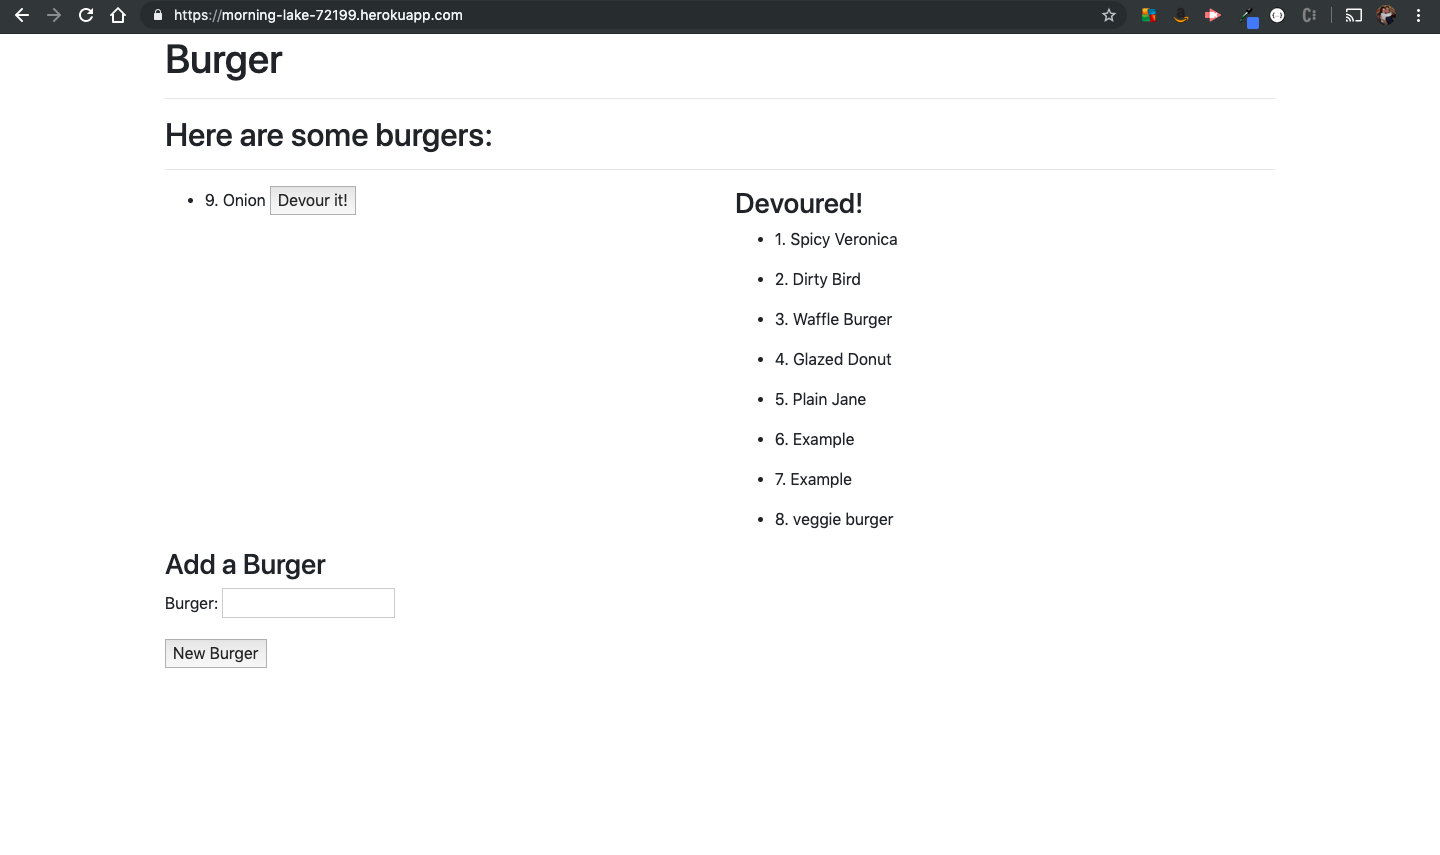 https://morning-lake-72199.herokuapp.com
Burger
Here are some burgers:
9. Onion Devour it!
Devoured!
1. Spicy Veronica
2. Dirty Bird
3. Waffle Burger
4. Glazed Donut
5. Plain Jane
6. Example
7. Example
8. veggie burger
Add a Burger
Burger:
New Burger